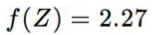 f(Z) = 2.27